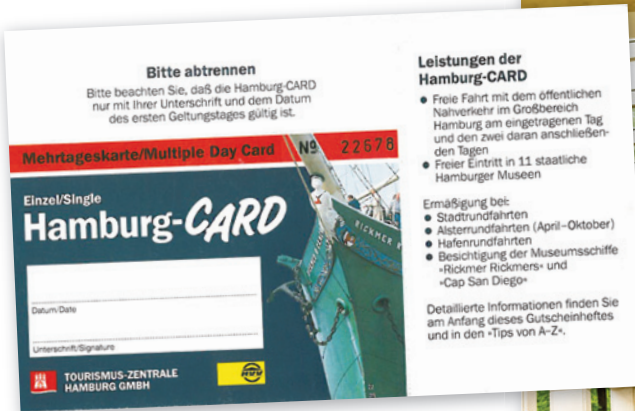 Bitte abtrennen
Bitte beachten Sie, daß die Hamburg-CARD
nur mit Ihrer Unterschrift und dem Datum
des ersten Geltungstages gültig ist.
Mehrtageskarte/Multiple Day Card Nº 22578
Einzel/Single
Hamburg-CARD
Datum/Date
Unterschrift/Signature
TOURISMUS-ZENTRALE
HAMBURG GMBH
HVV
RICKMER R
Leistungen der
Hamburg-CARD
• Freie Fahrt mit dem öffentlichen
Nahverkehr im Großbereich
Hamburg am eingetragenen Tag
und den zwei daran anschließen-
den Tagen
• Freier Eintritt in 11 staatliche
Hamburger Museen
Ermäßigung bei:
• Stadtrundfahrten
• Alsterrundfahrten (April–Oktober)
• Hafenrundfahrten
• Besichtigung der Museumsschiffe
»Rickmer Rickmers« und
»Cap San Diego«
Detaillierte Informationen finden Sie
am Anfang dieses Gutscheinheftes
und in den »Tips von A–Z«.